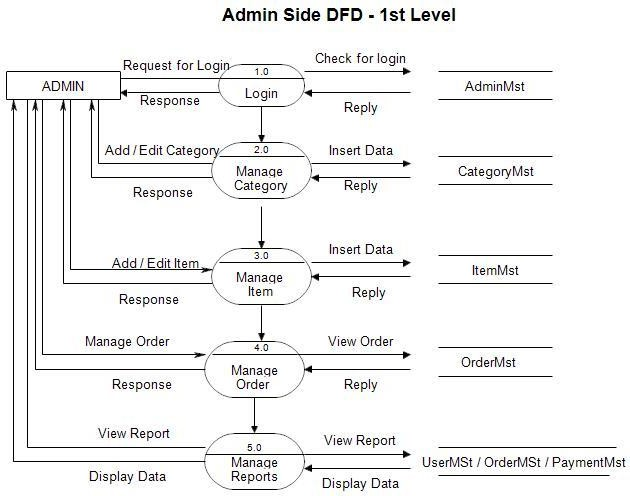 Admin Side DFD - 1st Level
Request for Login
1.0
Check for login
ADMIN
Login
AdminMst
Response
Reply
Add / Edit Category
2.0
Insert Data
Manage
Category
CategoryMst
Response
Reply
Add / Edit Item
3.0
Insert Data
Manage
Item
ItemMst
Response
Reply
Manage Order
4.0
View Order
Manage
Order
OrderMst
Response
Reply
View Report
5.0
View Report
Manage
Reports
UserMSt / OrderMSt / PaymentMst
Display Data
Display Data